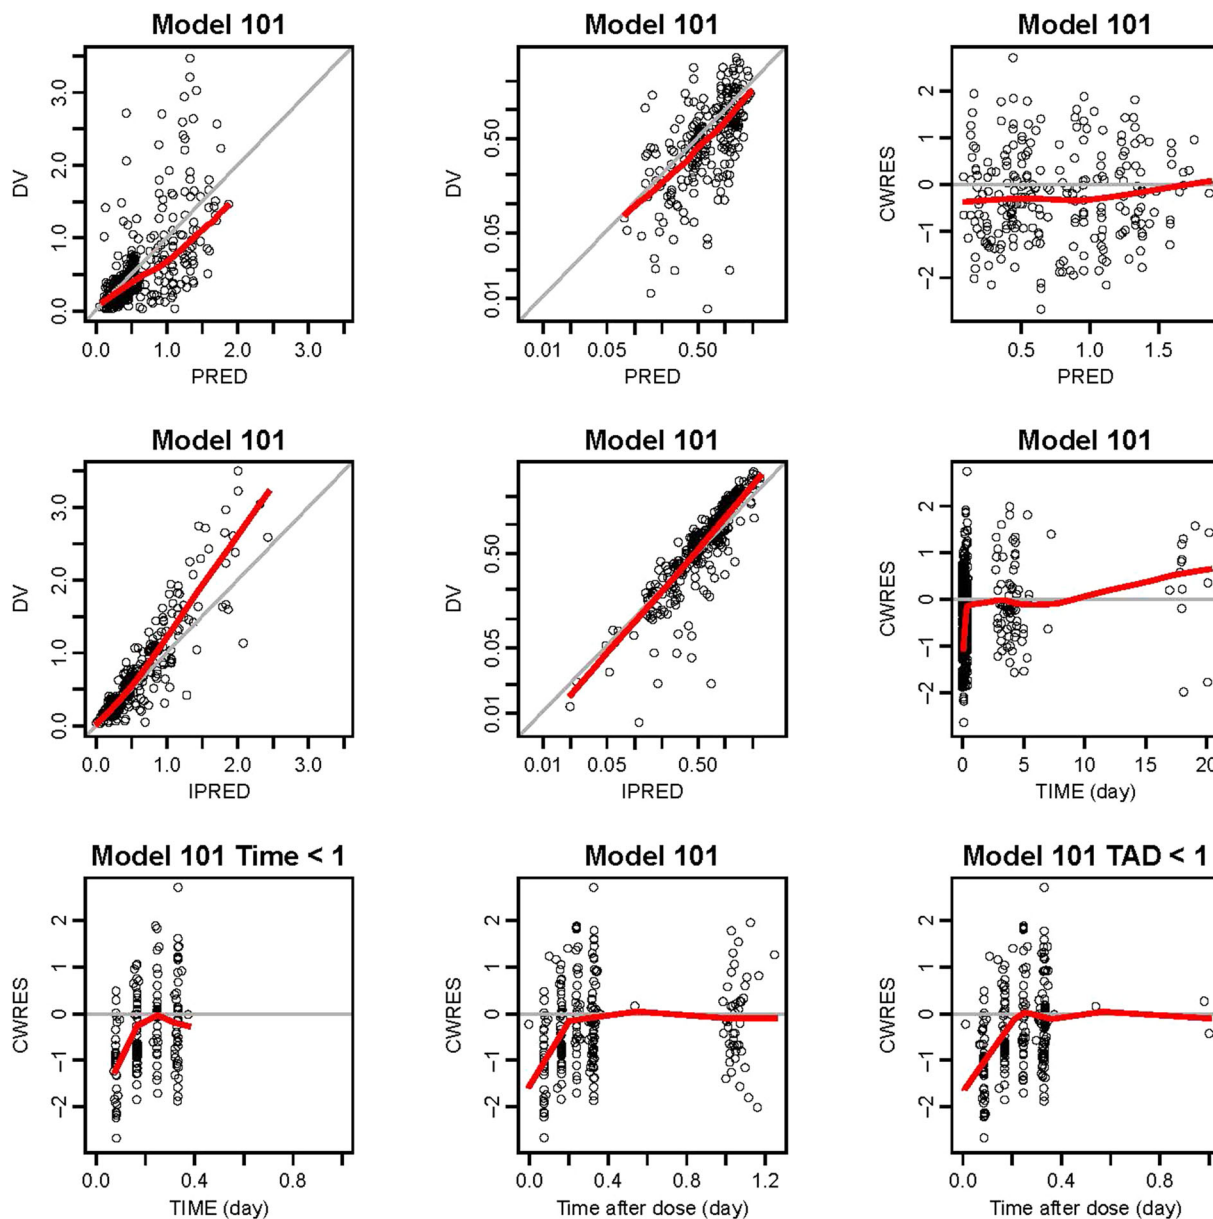 Model 101 Model 101 Model 101
DV 0.0 1.0 2.0 3.0
0.0 1.0 2.0 3.0
PRED
DV 0.01 0.05 0.50
0.01 0.05 0.50
PRED
CWRES −2 −1 0 1 2
0.5 1.0 1.5
PRED
Model 101 Model 101 Model 101
DV 0.0 1.0 2.0 3.0
0.0 1.0 2.0 3.0
IPRED
DV 0.01 0.05 0.50
0.01 0.05 0.50
IPRED
CWRES −2 −1 0 1 2
0 5 10 15 20
TIME (day)
Model 101 Time < 1 Model 101 Model 101 TAD < 1
CWRES −2 −1 0 1 2
0.0 0.4 0.8
TIME (day)
CWRES −2 −1 0 1 2
0.0 0.4 0.8 1.2
Time after dose (day)
CWRES −2 −1 0 1 2
0.0 0.4 0.8
Time after dose (day)